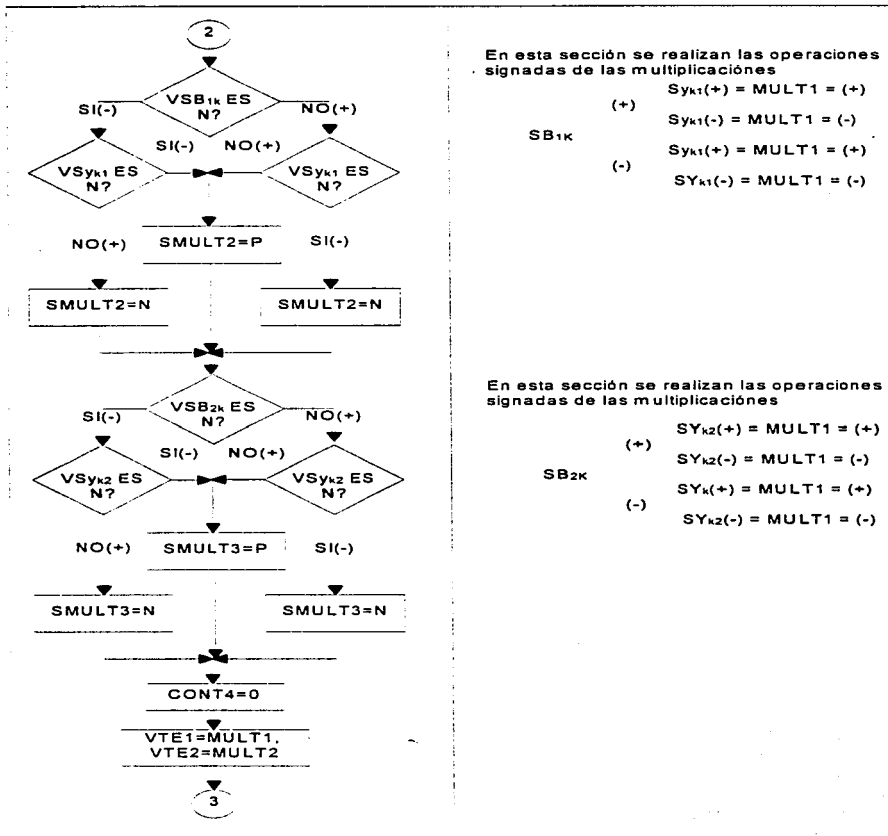 2
VSB1k ES N?
SI(-)
NO(+)
SI(-)
NO(+)
VSyk1 ES N?
VSyk1 ES N?
NO(+)
SMULT2=P
SI(-)
SMULT2=N
SMULT2=N
VSB2k ES N?
SI(-)
NO(+)
SI(-)
NO(+)
VSyk2 ES N?
VSyk2 ES N?
NO(+)
SMULT3=P
SI(-)
SMULT3=N
SMULT3=N
CONT4=0
VTE1=MULT1,
VTE2=MULT2
3
En esta sección se realizan las operaciones
signadas de las multiplicaciónes
Syk1(+) = MULT1 = (+)
(+)
Syk1(-) = MULT1 = (-)
SB1K
Syk1(+) = MULT1 = (+)
(-)
SYk1(-) = MULT1 = (-)
En esta sección se realizan las operaciones
signadas de las multiplicaciónes
SYk2(+) = MULT1 = (+)
(+)
SYk2(-) = MULT1 = (-)
SB2K
SYk(+) = MULT1 = (+)
(-)
SYk2(-) = MULT1 = (-)